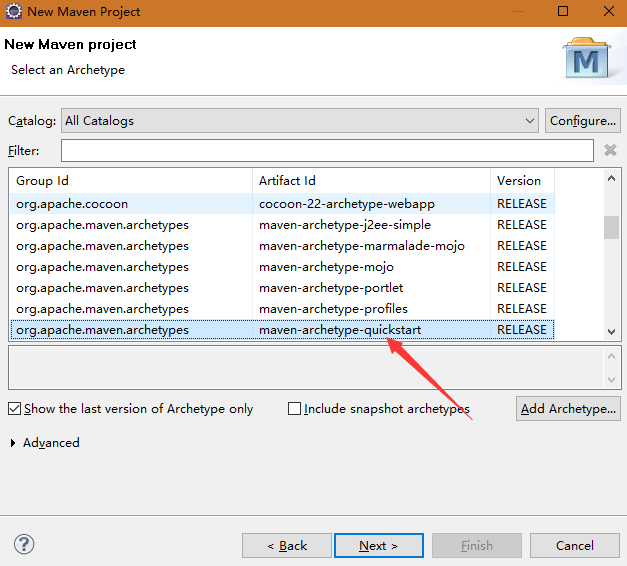 New Maven Project
New Maven project
Select an Archetype
M
Catalog: All Catalogs Configure...
Filter:
Group Id Artifact Id Version
org.apache.cocoon cocoon-22-archetype-webapp RELEASE
org.apache.maven.archetypes maven-archetype-j2ee-simple RELEASE
org.apache.maven.archetypes maven-archetype-marmalade-mojo RELEASE
org.apache.maven.archetypes maven-archetype-mojo RELEASE
org.apache.maven.archetypes maven-archetype-portlet RELEASE
org.apache.maven.archetypes maven-archetype-profiles RELEASE
org.apache.maven.archetypes maven-archetype-quickstart RELEASE
Show the last version of Archetype only Include snapshot archetypes Add Archetype...
Advanced
? < Back Next > Finish Cancel